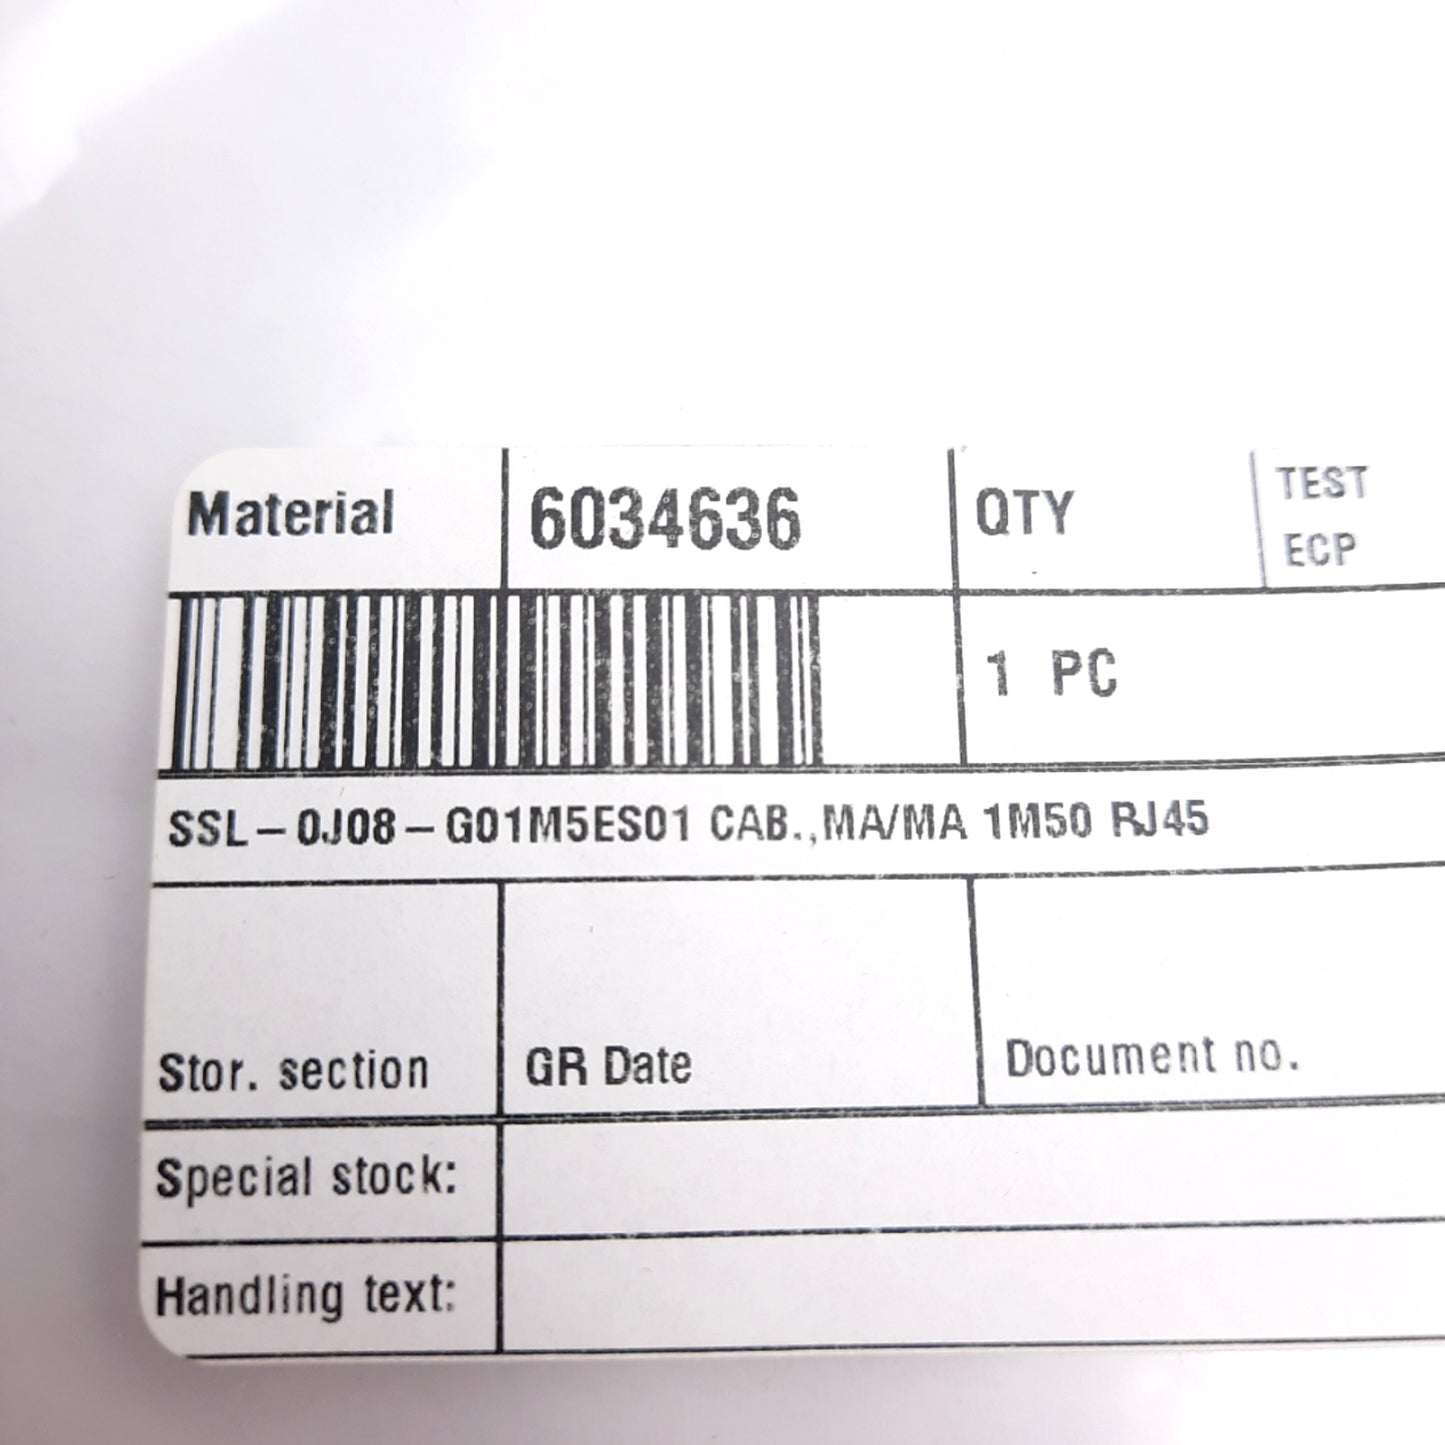 Material 6034636 QTY TEST
ECP
1 PC
SSL-0J08-G01M5ES01 CAB.,MA/MA 1M50 RJ45
Stor. section GR Date Document no.
Special stock:
Handling text: